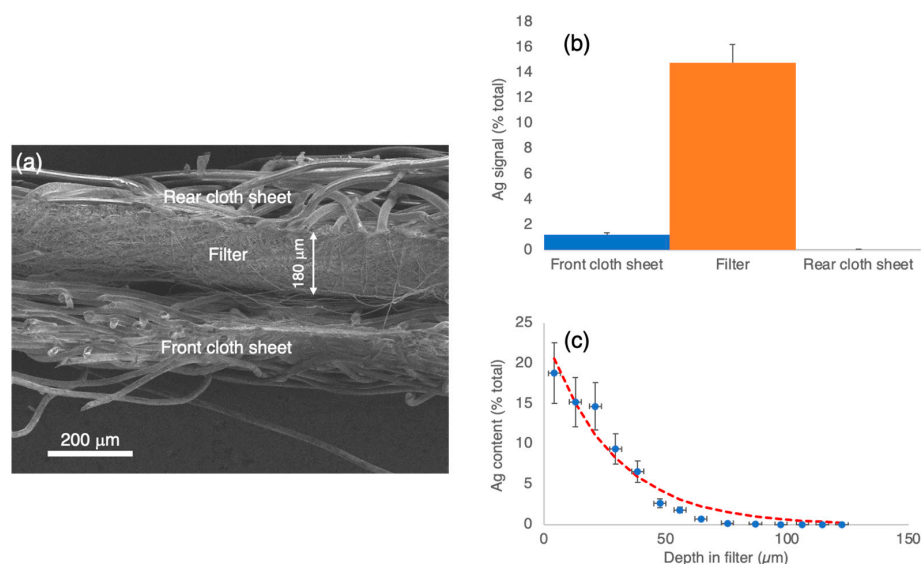 (a)
Rear cloth sheet
Filter
180 μm
Front cloth sheet
200 μm
(b)
Ag signal (% total)
18
16
14
12
10
8
6
4
2
0
Front cloth sheet Filter Rear cloth sheet
(c)
Ag content (% total)
25
20
15
10
5
0
0 50 100 150
Depth in filter (μm)